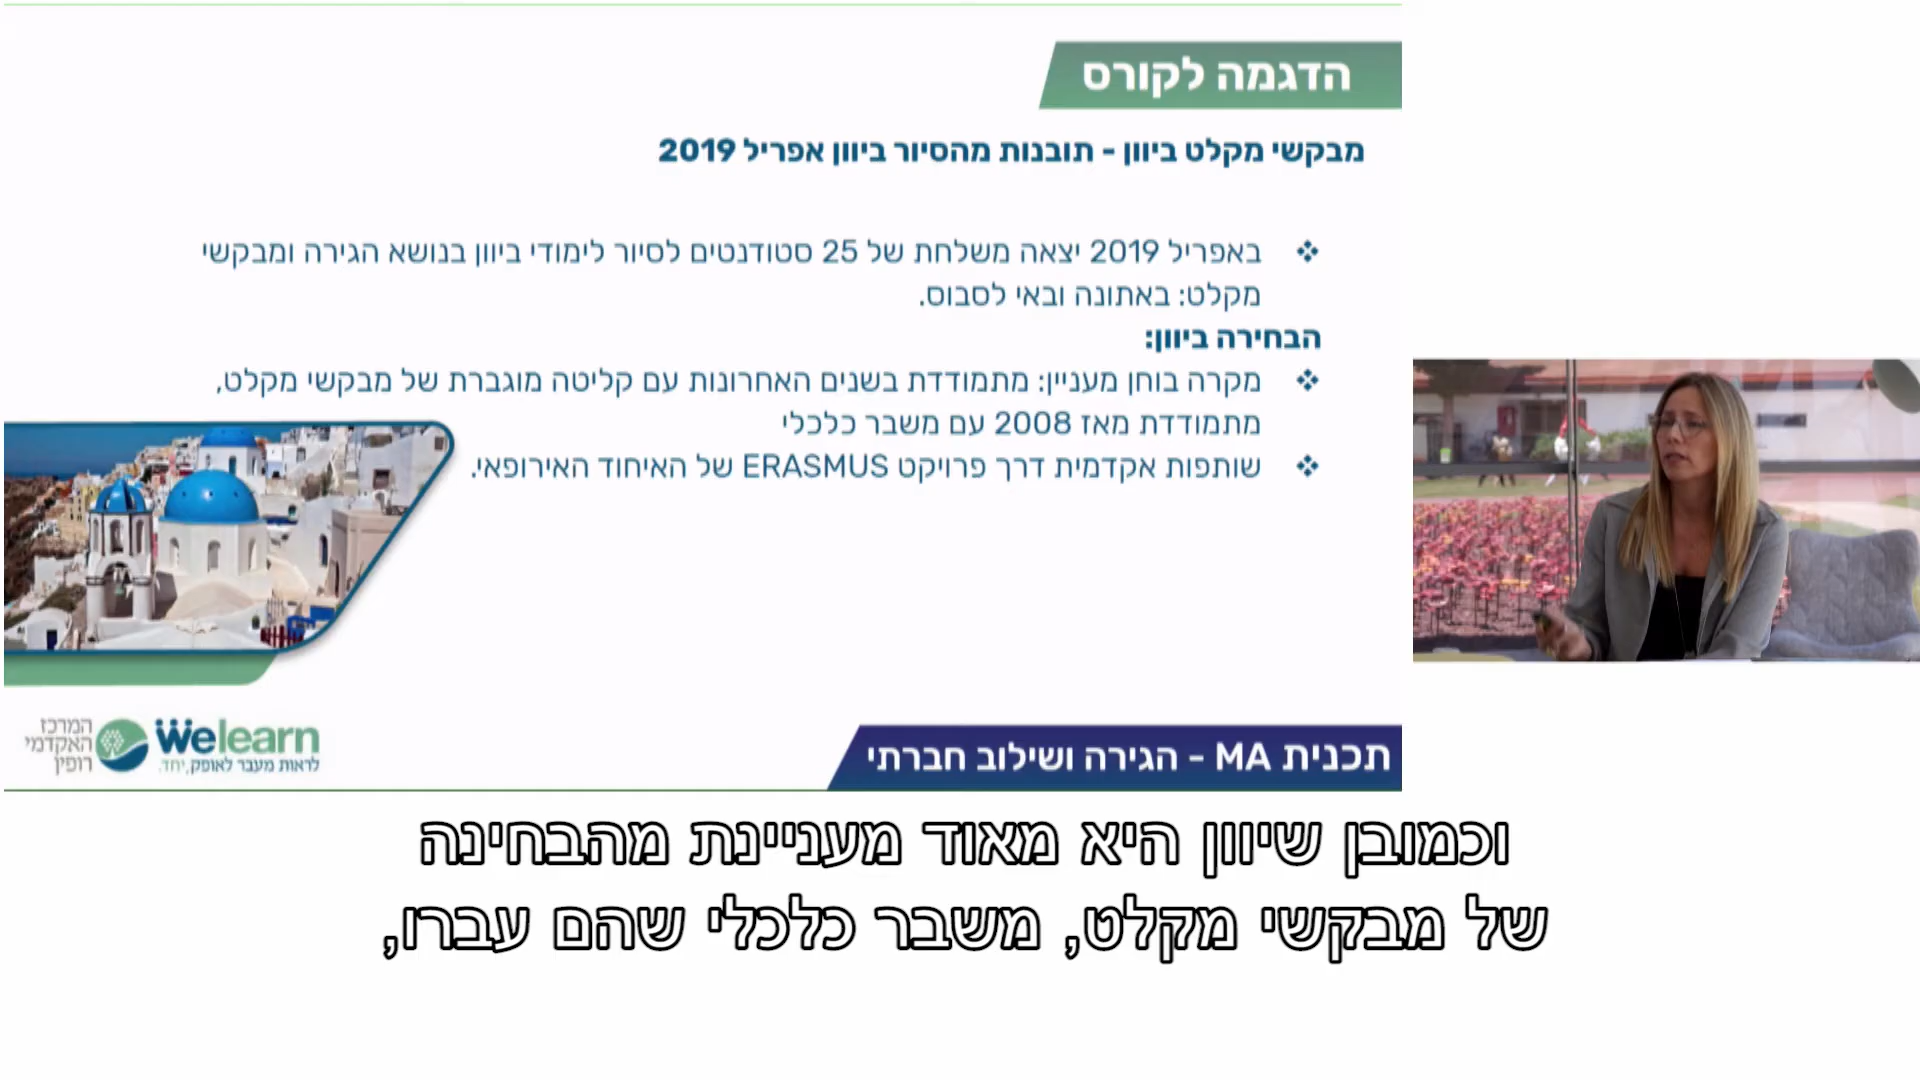 הדגמה לקורס
מבקשי מקלט ביוון - תובנות מהסיור ביוון אפריל 2019
באפריל 2019 יצאה משלחת של 25 סטודנטים לסיור לימודי ביוון בנושא הגירה ומבקשי
מקלט: באתונה ובאי לסבוס.
הבחירה ביוון:
מקרה בוחן מעניין: מתמודדת בשנים האחרונות עם קליטה מוגברת של מבקשי מקלט,
מתמודדת מאז 2008 עם משבר כלכלי
שותפות אקדמית דרך פרויקט ERASMUS של האיחוד האירופאי.
Welearn
לראות מעבר לאופק, יחד.
המרכז
האקדמי
רופין
תכנית MA - הגירה ושילוב חברתי
וכמובן שיוון היא מאוד מעניינת מהבחינה
של מבקשי מקלט, משבר כלכלי שהם עברו,